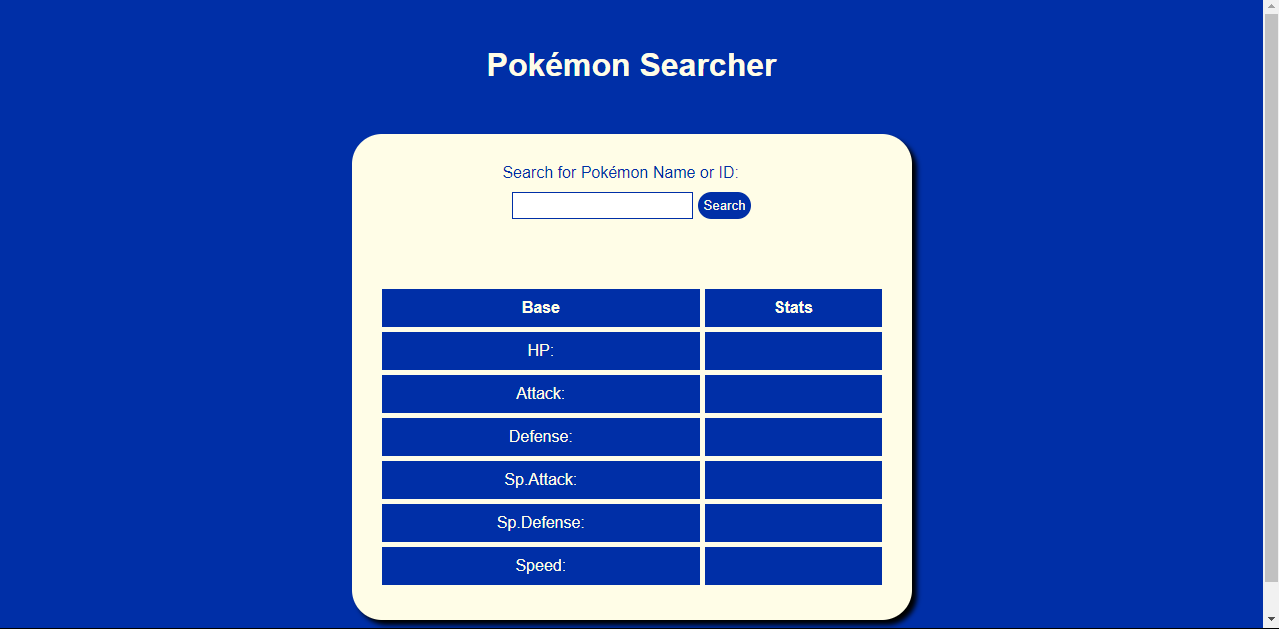 Pokémon Searcher
Search for Pokémon Name or ID:
Search
Base Stats
HP:
Attack:
Defense:
Sp.Attack:
Sp.Defense:
Speed: